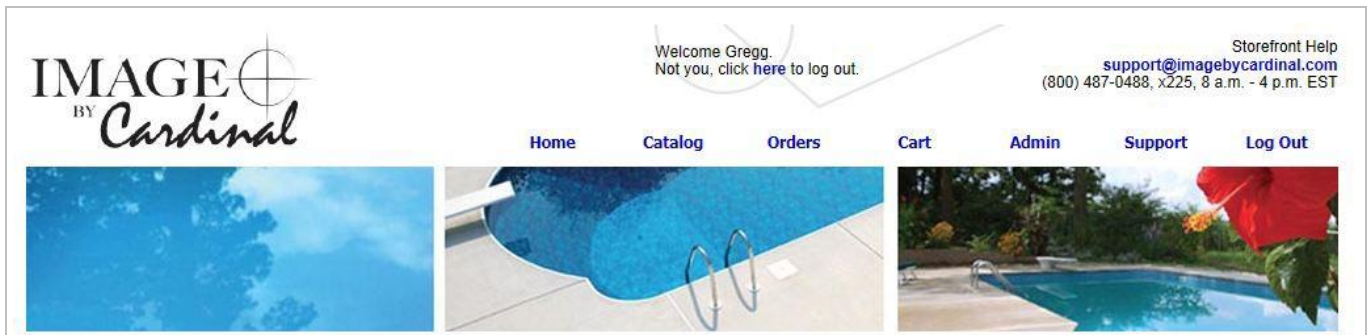 IMAGE
BY
Cardinal
Welcome Gregg.
Not you, click here to log out.
Storefront Help
support@imagebycardinal.com
(800) 487-0488, x225, 8 a.m. - 4 p.m. EST
Home Catalog Orders Cart Admin Support Log Out